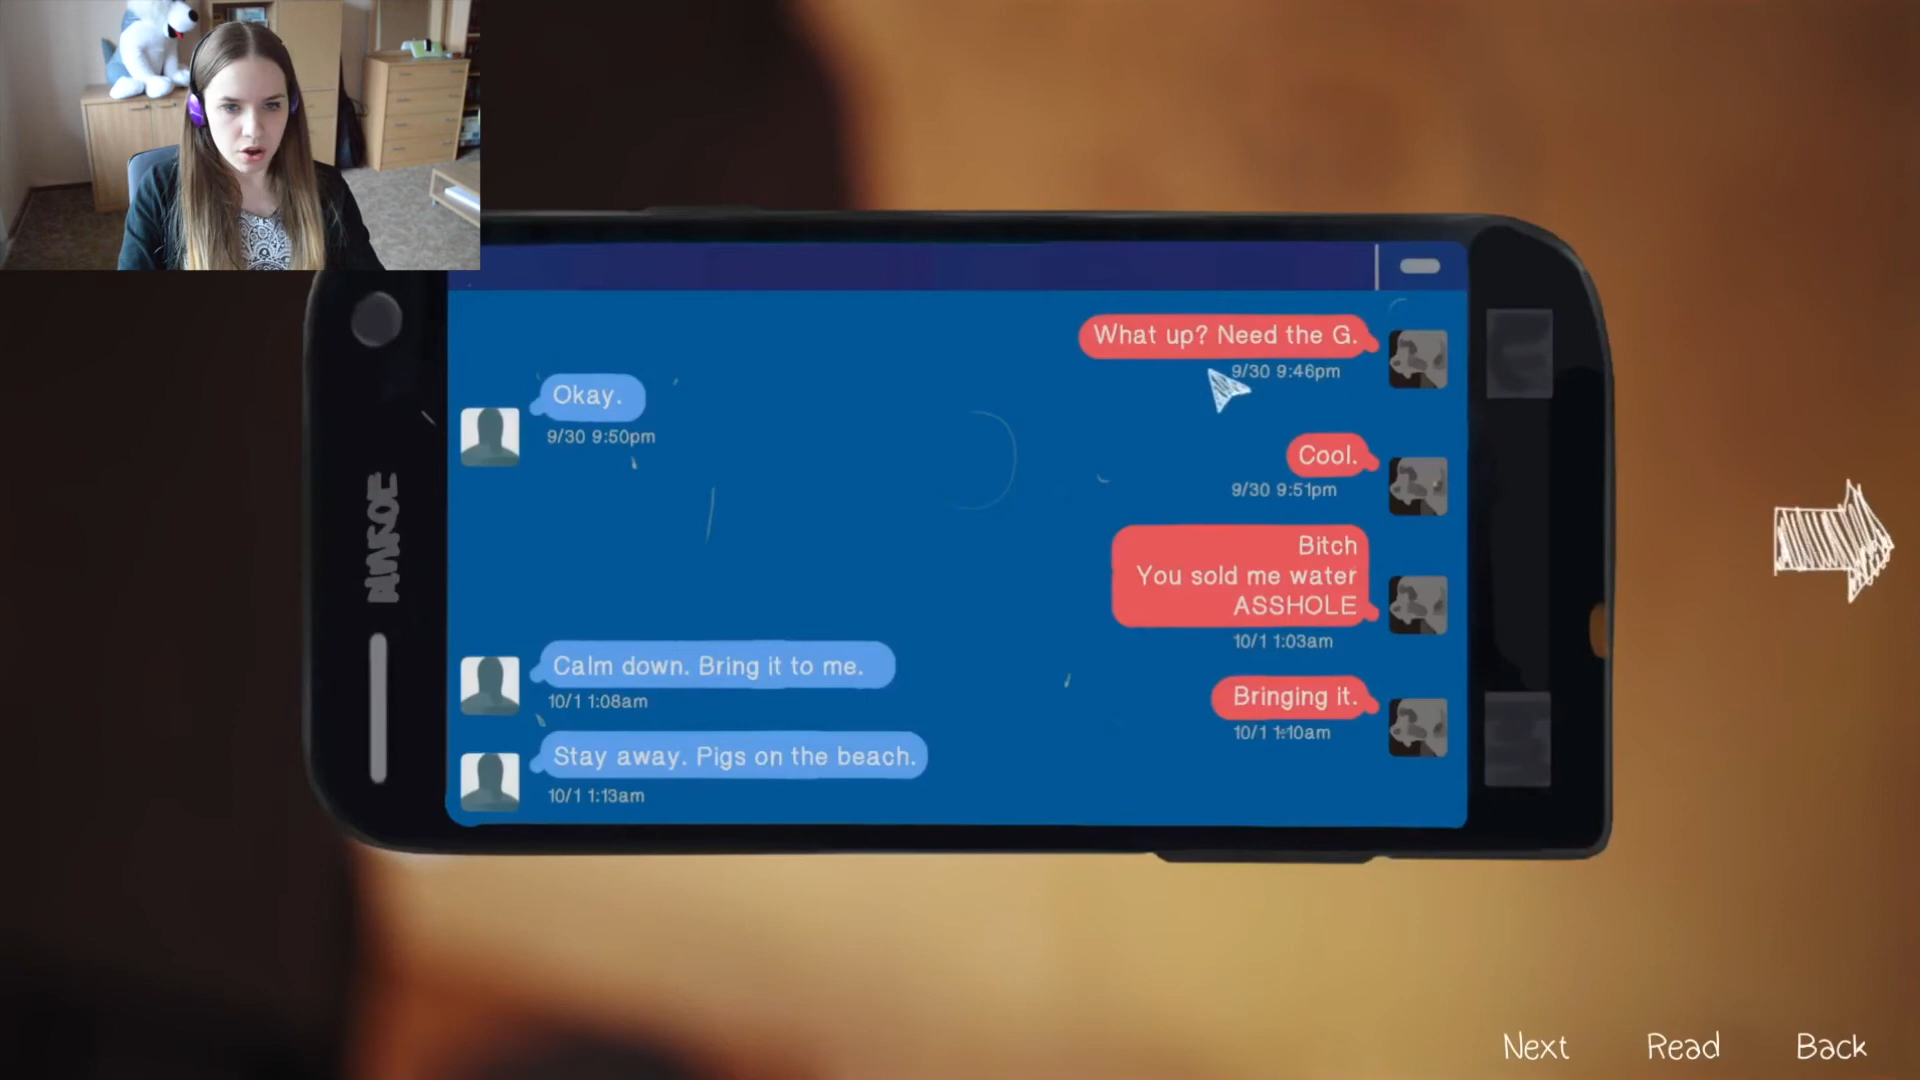 What up? Need the G.
9/30 9:46pm
Okay.
9/30 9:50pm
Cool.
9/30 9:51pm
Bitch
You sold me water
ASSHOLE
10/1 1:03am
Calm down. Bring it to me.
10/1 1:08am
Bringing it.
10/1 1:10am
Stay away. Pigs on the beach.
10/1 1:13am
Next Read Back